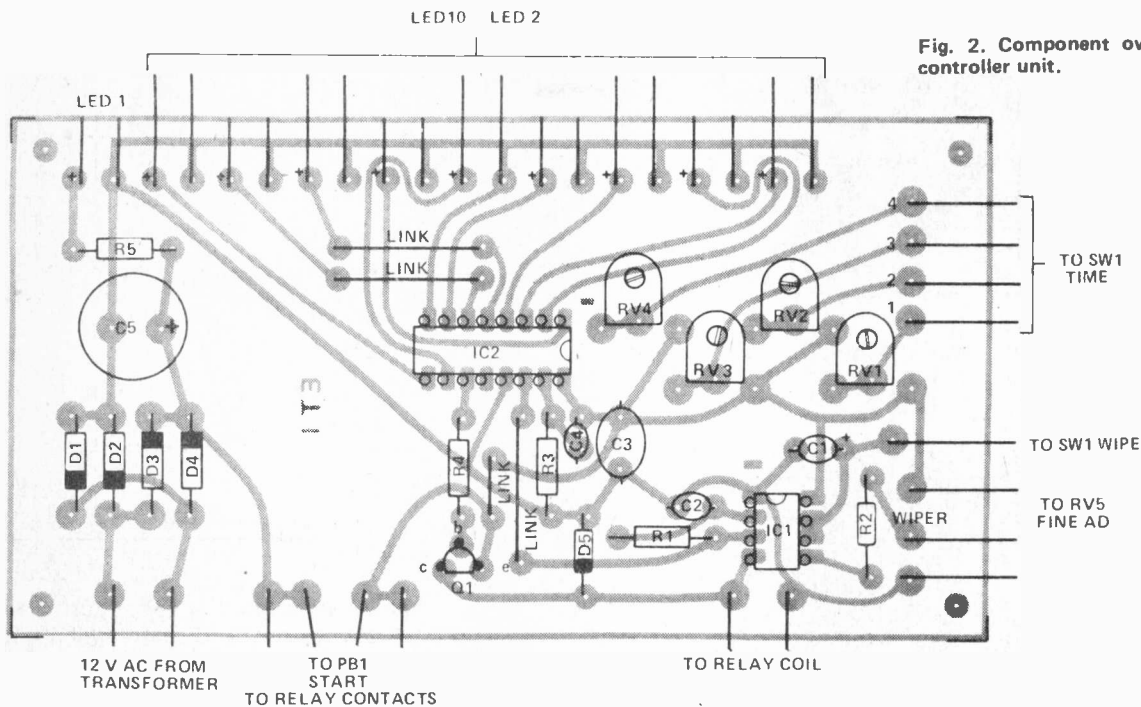 LED10 LED 2
Fig. 2. Component ov
controller unit.
LED 1
+ + + + + + + + +
4
3
2
1
TO SW1
TIME
R5
LINK
LINK
C5 +
RV4
RV2
RV3
RV1
IC2
ETI
D1
D2
D3
D4
R4
LINK
LINK
R3
C4
C3
C1 +
TO SW1 WIPE
C2
IC1
R2
WIPER
TO RV5
FINE AD
R1
D5
b
c
e
Q1
12 V AC FROM
TRANSFORMER
TO PB1
START
TO RELAY CONTACTS
TO RELAY COIL